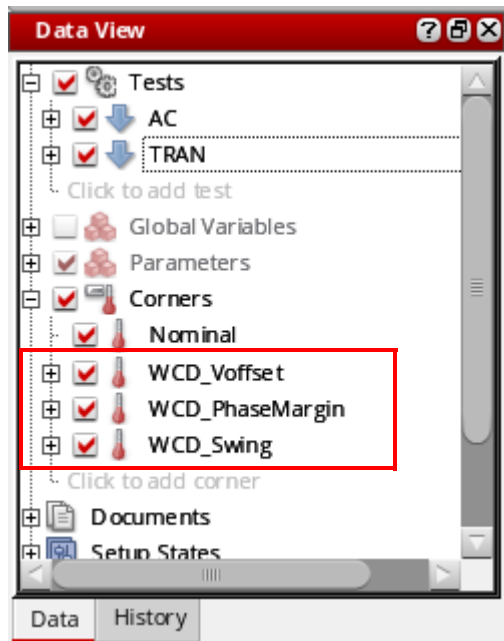 Data View
Tests
AC
TRAN
Click to add test
Global Variables
Parameters
Corners
Nominal
WCD_Voffset
WCD_PhaseMargin
WCD_Swing
Click to add corner
Documents
Setup States
Data History